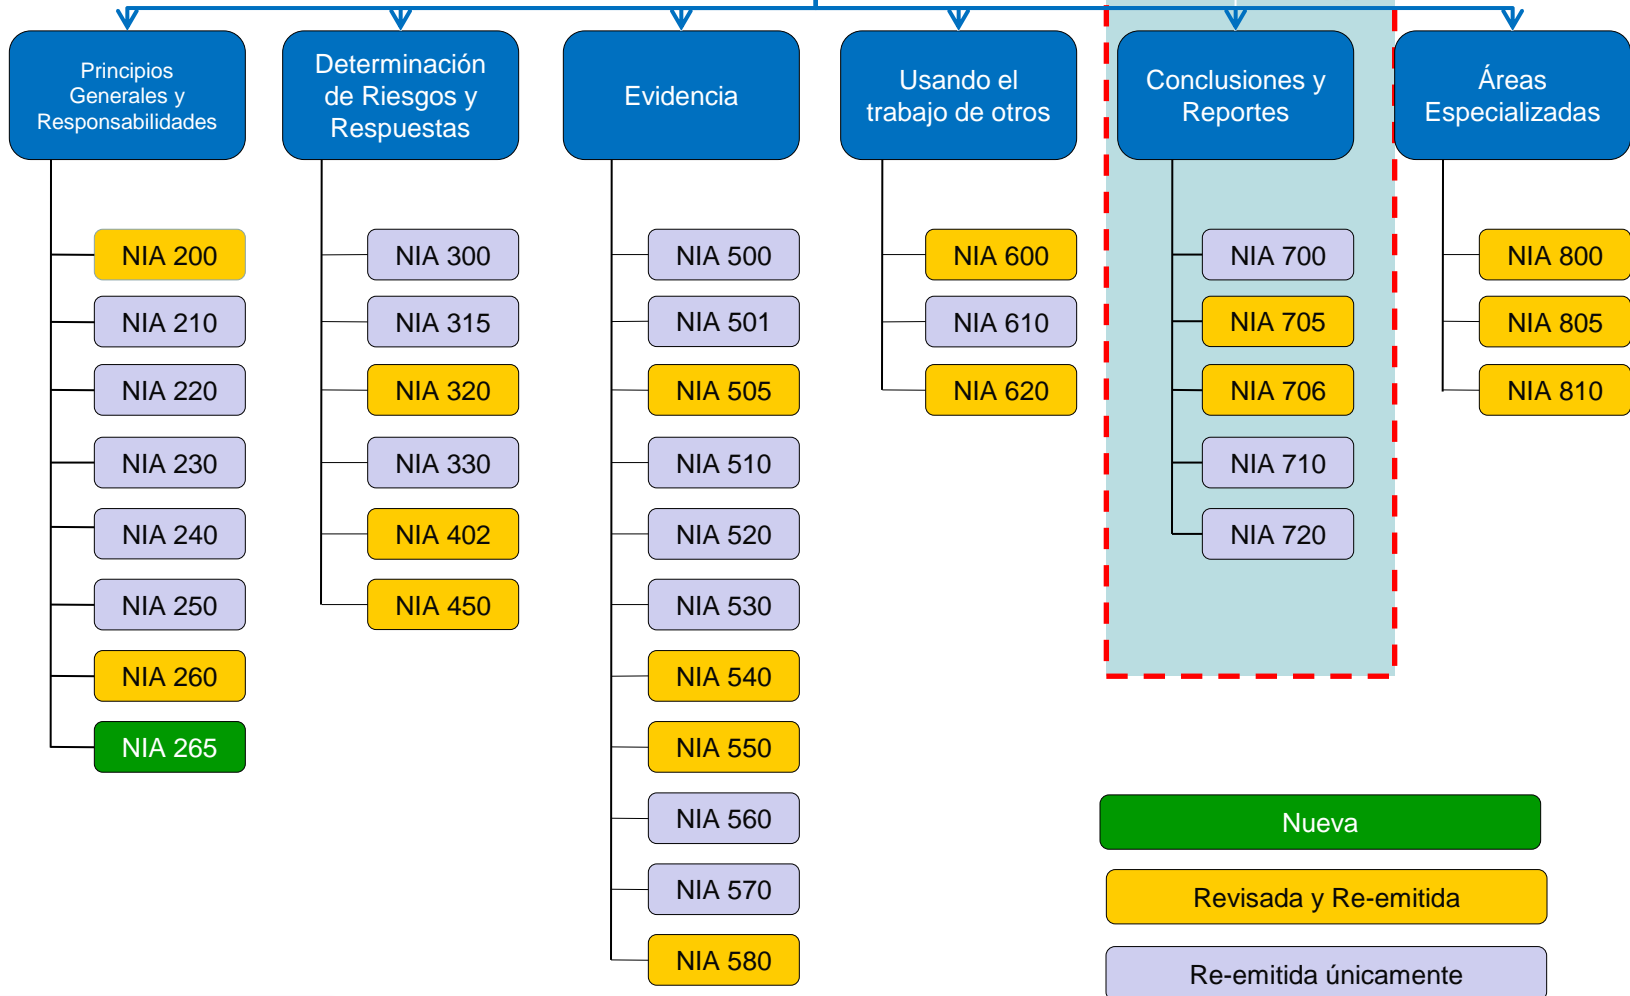 Principios
Generales y
Responsabilidades
Determinación
de Riesgos y
Respuestas
Evidencia
Usando el
trabajo de otros
Conclusiones y
Reportes
Áreas
Especializadas
NIA 200
NIA 210
NIA 220
NIA 230
NIA 240
NIA 250
NIA 260
NIA 265
NIA 300
NIA 315
NIA 320
NIA 330
NIA 402
NIA 450
NIA 500
NIA 501
NIA 505
NIA 510
NIA 520
NIA 530
NIA 540
NIA 550
NIA 560
NIA 570
NIA 580
NIA 600
NIA 610
NIA 620
NIA 700
NIA 705
NIA 706
NIA 710
NIA 720
NIA 800
NIA 805
NIA 810
Nueva
Revisada y Re-emitida
Re-emitida únicamente